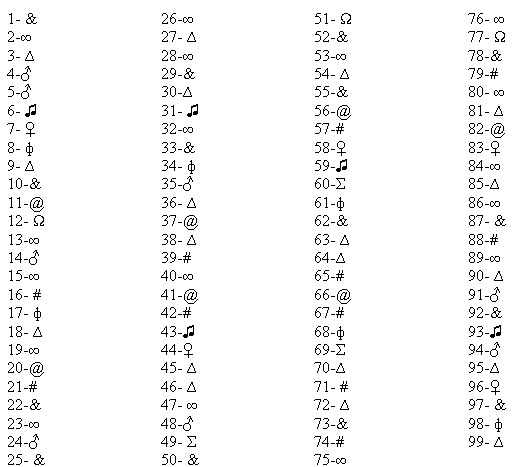 1- &
2-∞
3- Δ
4-♂
5-♂
6- ♫
7- ♀
8- ϕ
9- Δ
10-&
11-@
12- Ω
13-∞
14-♂
15-∞
16- #
17- ϕ
18- Δ
19-∞
20-@
21-#
22-&
23-∞
24-♂
25- &
26-∞
27- Δ
28-∞
29-&
30-Δ
31- ♫
32-∞
33-&
34- ϕ
35-♂
36- Δ
37-@
38- Δ
39-#
40-∞
41-@
42-#
43-♫
44-♀
45- Δ
46- Δ
47- ∞
48-♂
49- Σ
50- &
51- Ω
52-&
53-∞
54- Δ
55-&
56-@
57-#
58-♀
59-♫
60-Σ
61-ϕ
62-&
63- Δ
64-Δ
65-#
66-@
67-#
68-ϕ
69-Σ
70-Δ
71- #
72- Δ
73-&
74-#
75-∞
76- ∞
77- Ω
78-&
79-#
80- ∞
81- Δ
82-@
83-♀
84-∞
85-Δ
86-∞
87- &
88-#
89-∞
90- Δ
91-♂
92-&
93-♫
94-♂
95-Δ
96-♀
97- &
98-ϕ
99-Δ